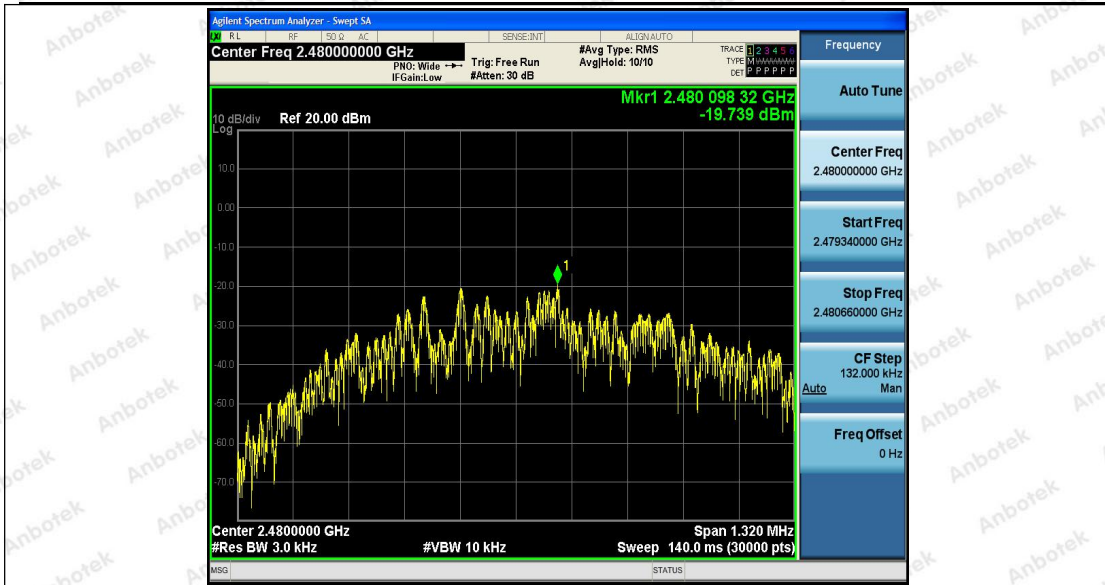 Agilent Spectrum Analyzer - Swept SA
RL RF 50 Ω AC SENSE:INT ALIGNAUTO
Center Freq 2.480000000 GHz
PNO: Wide
IFGain:Low
Trig: Free Run
#Atten: 30 dB
#Avg Type: RMS
Avg|Hold: 10/10
TRACE 1 2 3 4 5 6
TYPE M
DET P P P P P P
Mkr1 2.480 098 32 GHz
-19.739 dBm
10 dB/div Ref 20.00 dBm
Log
10.0
0.00
-10.0
-20.0
-30.0
-40.0
-50.0
-60.0
-70.0
1
Center 2.4800000 GHz
Span 1.320 MHz
#Res BW 3.0 kHz
#VBW 10 kHz
Sweep 140.0 ms (30000 pts)
MSG
STATUS
Frequency
Auto Tune
Center Freq
2.480000000 GHz
Start Freq
2.479340000 GHz
Stop Freq
2.480660000 GHz
CF Step
132.000 kHz
Auto Man
Freq Offset
0 Hz
Anbotek